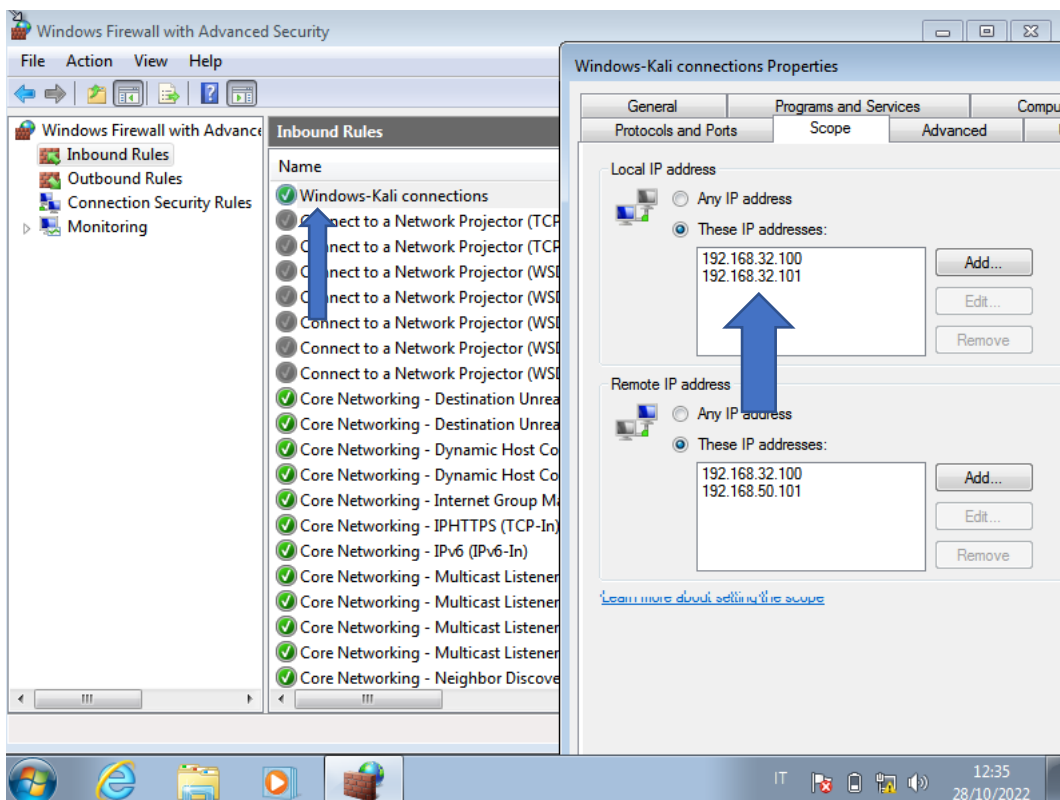 Windows Firewall with Advanced Security
File Action View Help
Windows Firewall with Advance
Inbound Rules
Outbound Rules
Connection Security Rules
Monitoring
Inbound Rules
Name
Windows-Kali connections
Connect to a Network Projector (TCP
Connect to a Network Projector (TCP
Connect to a Network Projector (WSD
Connect to a Network Projector (WSD
Connect to a Network Projector (WSD
Connect to a Network Projector (WSD
Connect to a Network Projector (WSD
Core Networking - Destination Unrea
Core Networking - Destination Unrea
Core Networking - Dynamic Host Co
Core Networking - Dynamic Host Co
Core Networking - Internet Group Ma
Core Networking - IPHTTPS (TCP-In)
Core Networking - IPv6 (IPv6-In)
Core Networking - Multicast Listener
Core Networking - Multicast Listener
Core Networking - Multicast Listener
Core Networking - Multicast Listener
Core Networking - Neighbor Discove
Windows-Kali connections Properties
General Programs and Services Compu
Protocols and Ports Scope Advanced
Local IP address
Any IP address
These IP addresses:
192.168.32.100
192.168.32.101
Add...
Edit...
Remove
Remote IP address
Any IP address
These IP addresses:
192.168.32.100
192.168.50.101
Add...
Edit...
Remove
Learn more about setting the scope
IT
12:35
28/10/2022